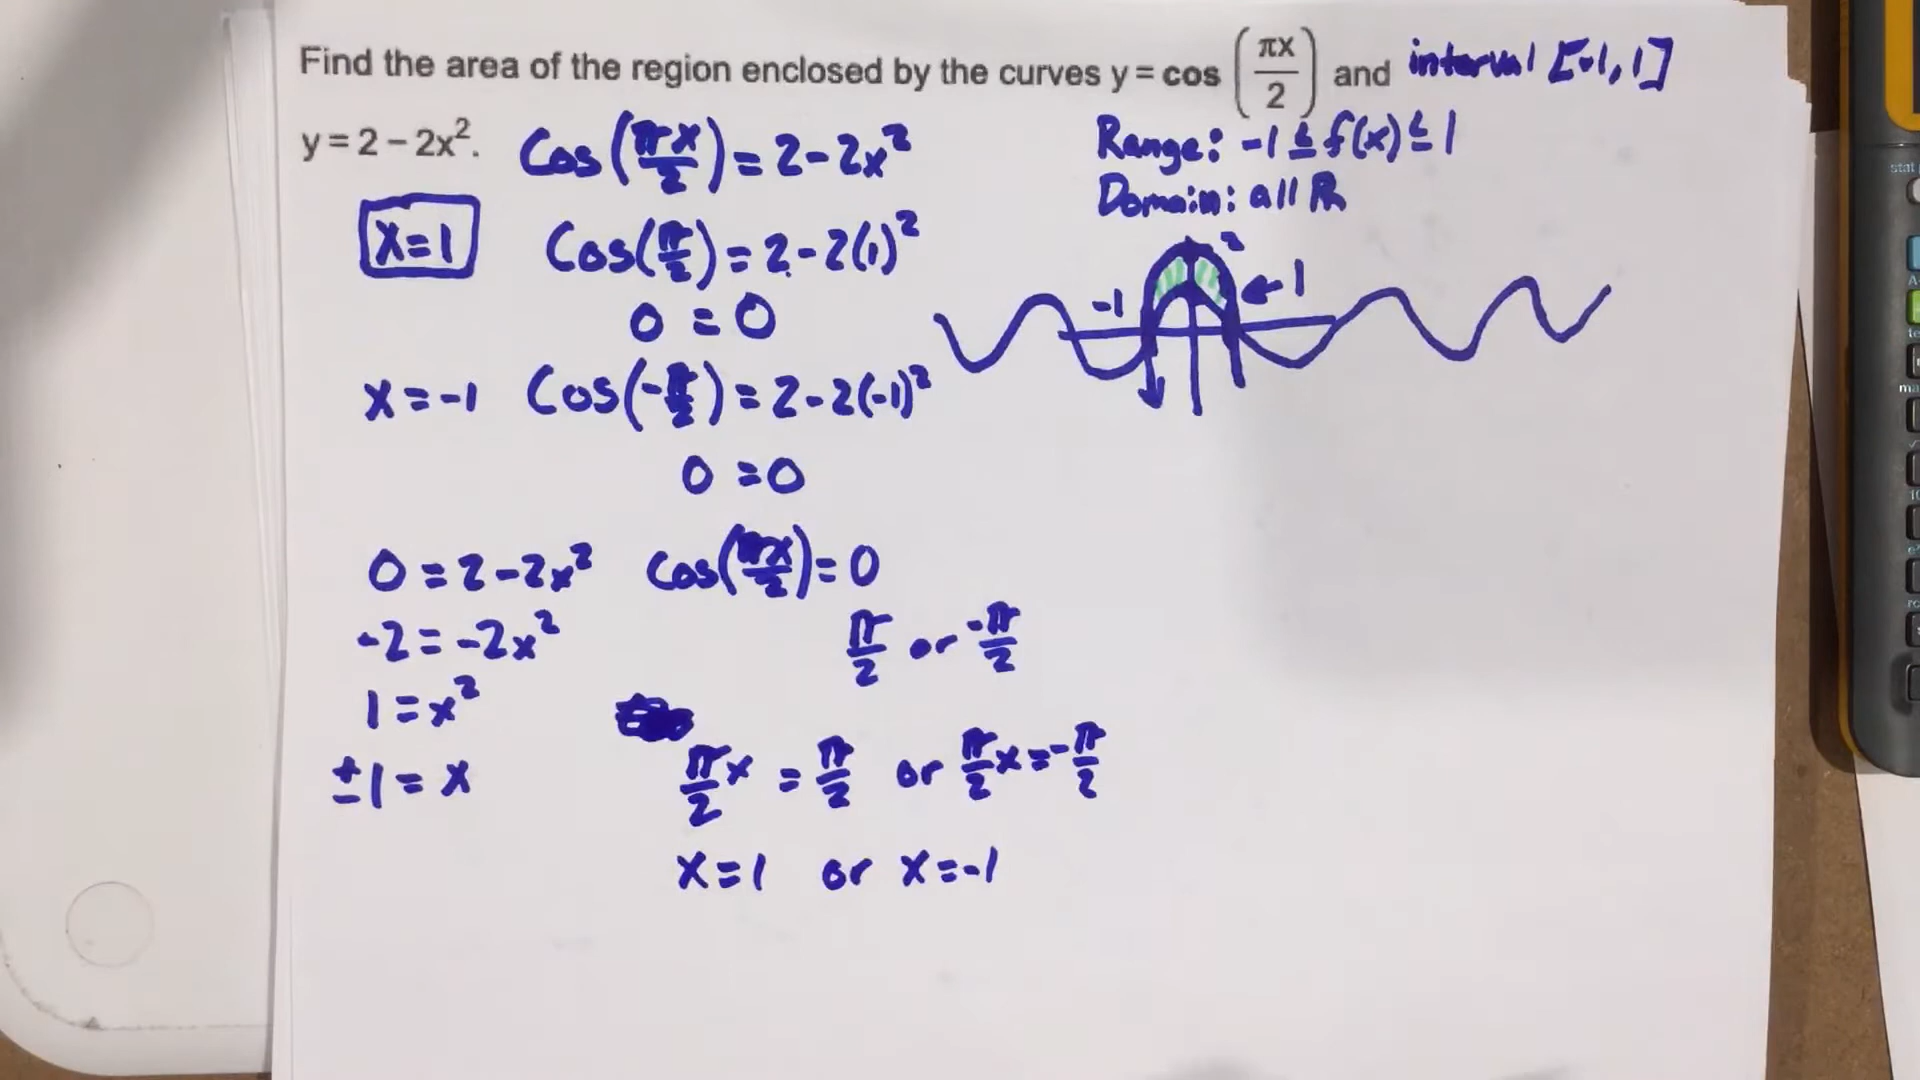 Find the area of the region enclosed by the curves y = cos (πx/2) and interval [-1, 1]
y = 2 − 2x².
Cos(πx/2) = 2 - 2x²
Range: -1 ≤ f(x) ≤ 1
Domain: all R
x=1 Cos(π/2) = 2 - 2(1)²
0 = 0
2
-1 ← 1
x = -1 Cos(-π/2) = 2 - 2(-1)²
0 = 0
0 = 2 - 2x² Cos(πx/2) = 0
-2 = -2x² π/2 or -π/2
1 = x²
±1 = x π/2 x = π/2 or π/2 x = -π/2
x = 1 or x = -1